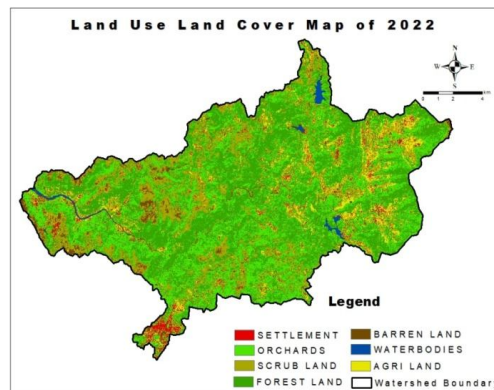 Land Use Land Cover Map of 2022
N
W E
S
0 1 2 4
Legend
SETTLEMENT
ORCHARDS
SCRUB LAND
FOREST LAND
BARREN LAND
WATERBODIES
AGRI LAND
Watershed Boundar